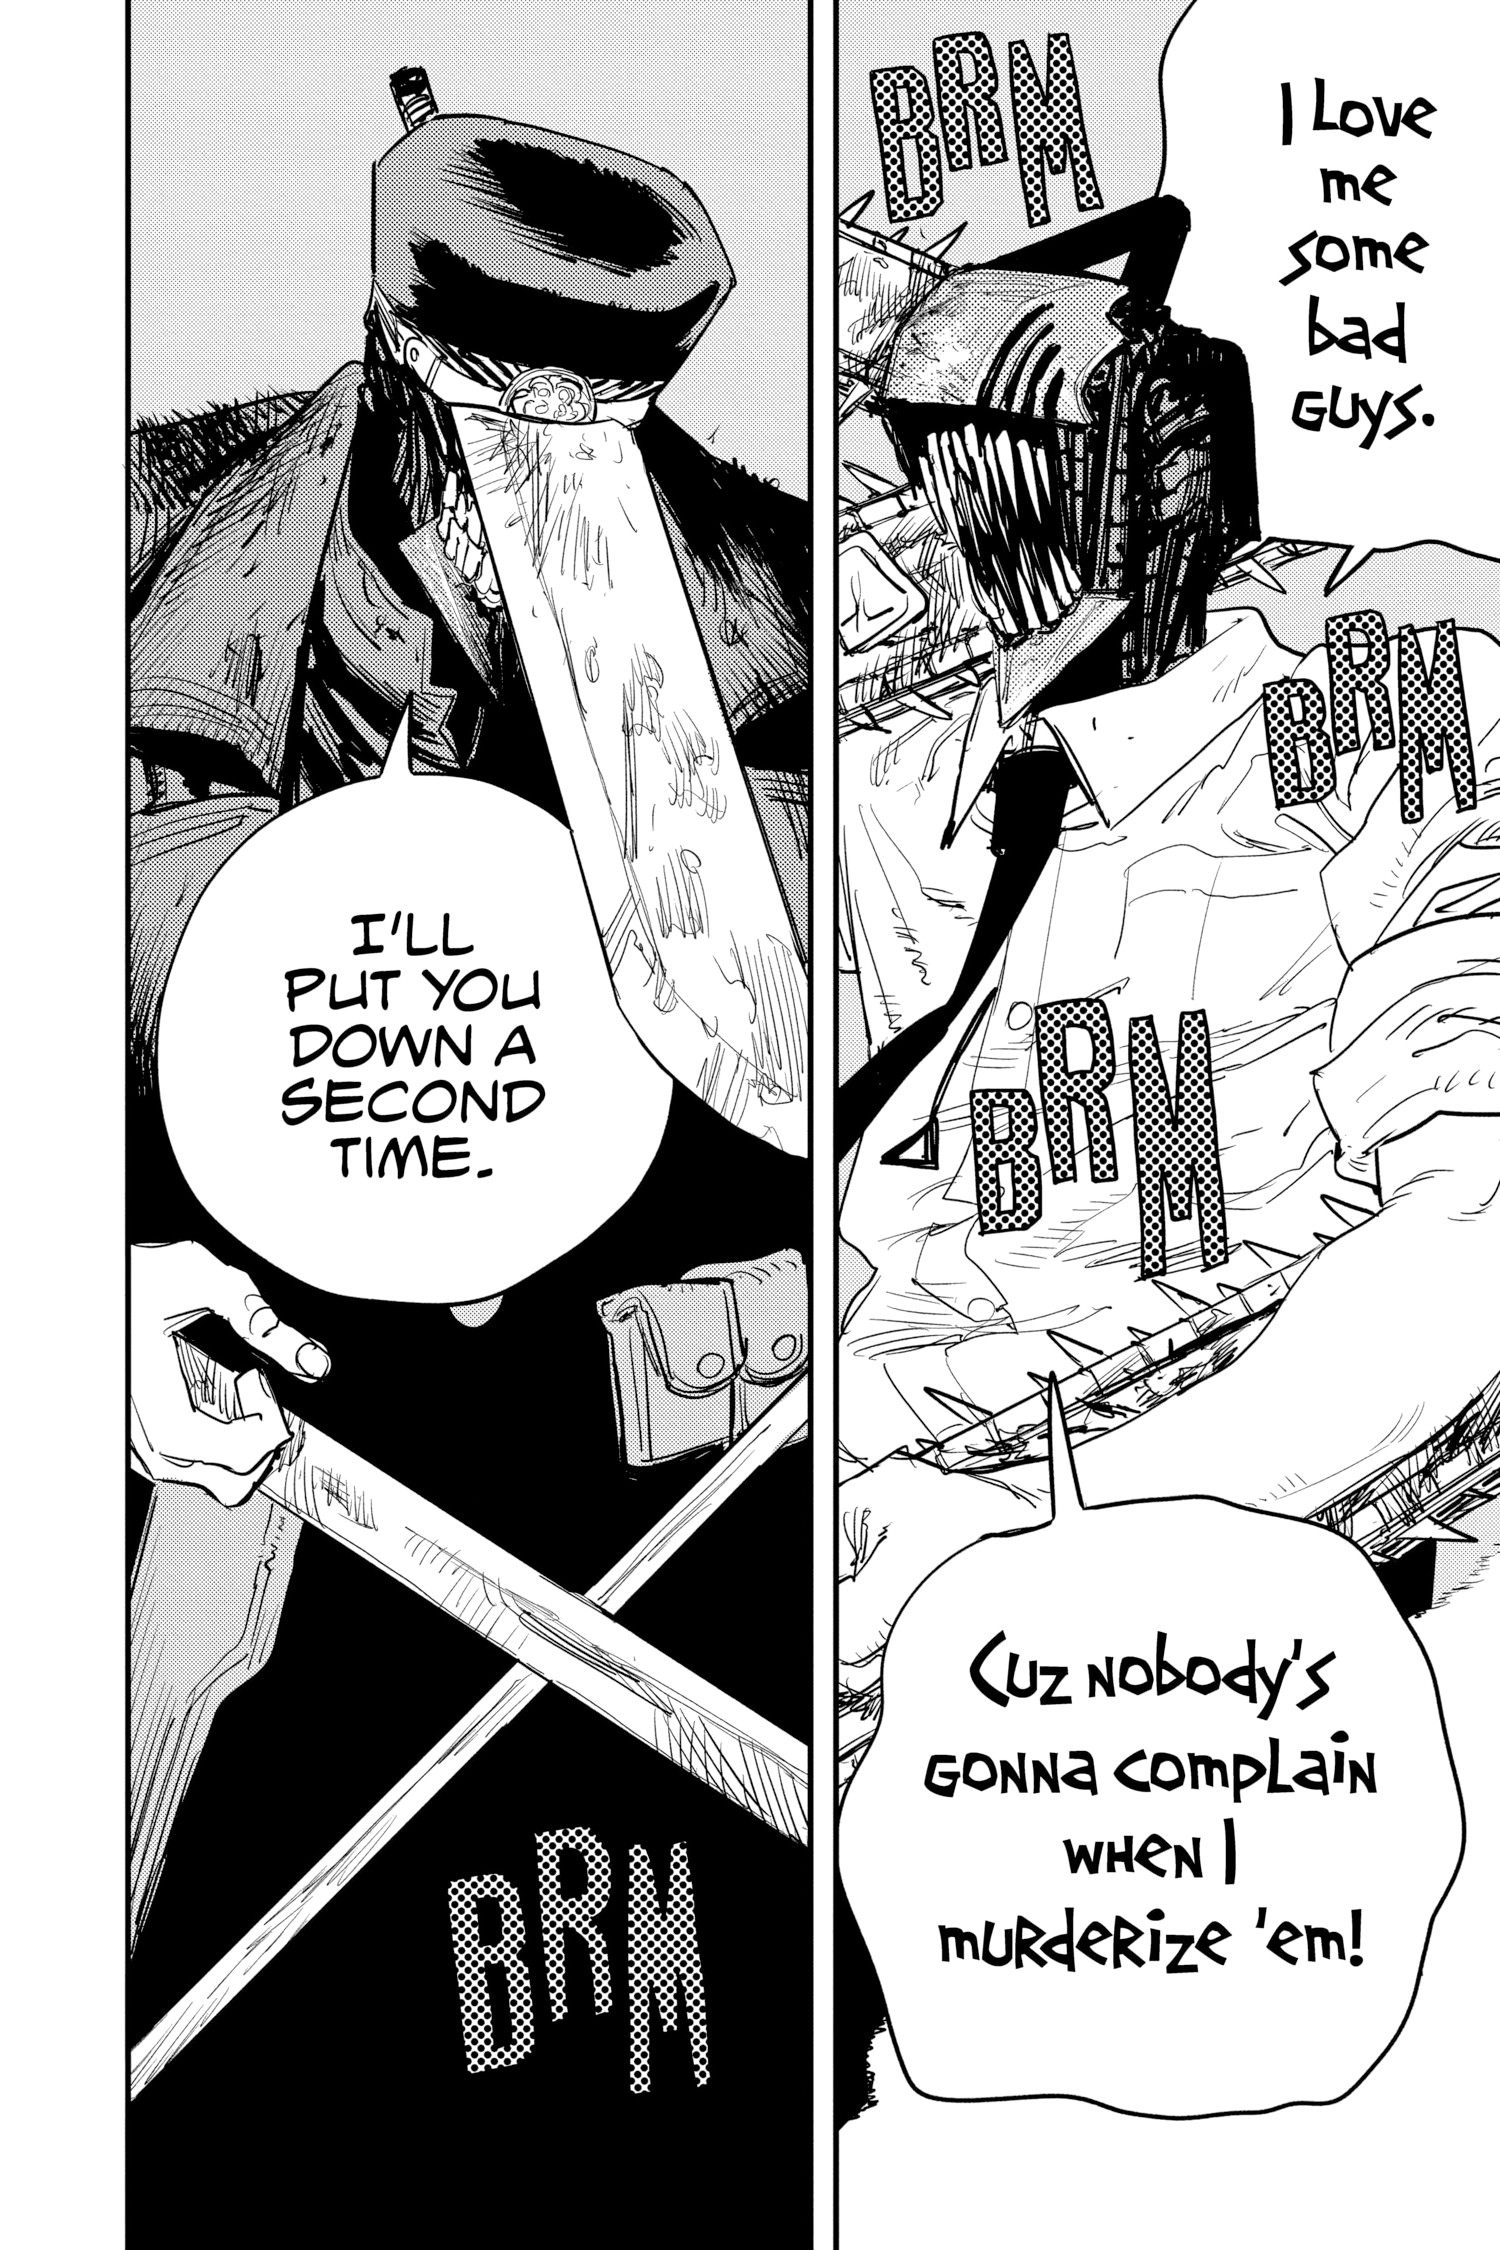 BRM
I LOVE
me
some
bad
GUYS.
BRM
BRM
CUZ NOBODY'S
GONNA COMPLAIN
WHEN I
MURDERIZE 'EM!
I'LL
PUT YOU
DOWN A
SECOND
TIME.
BRM